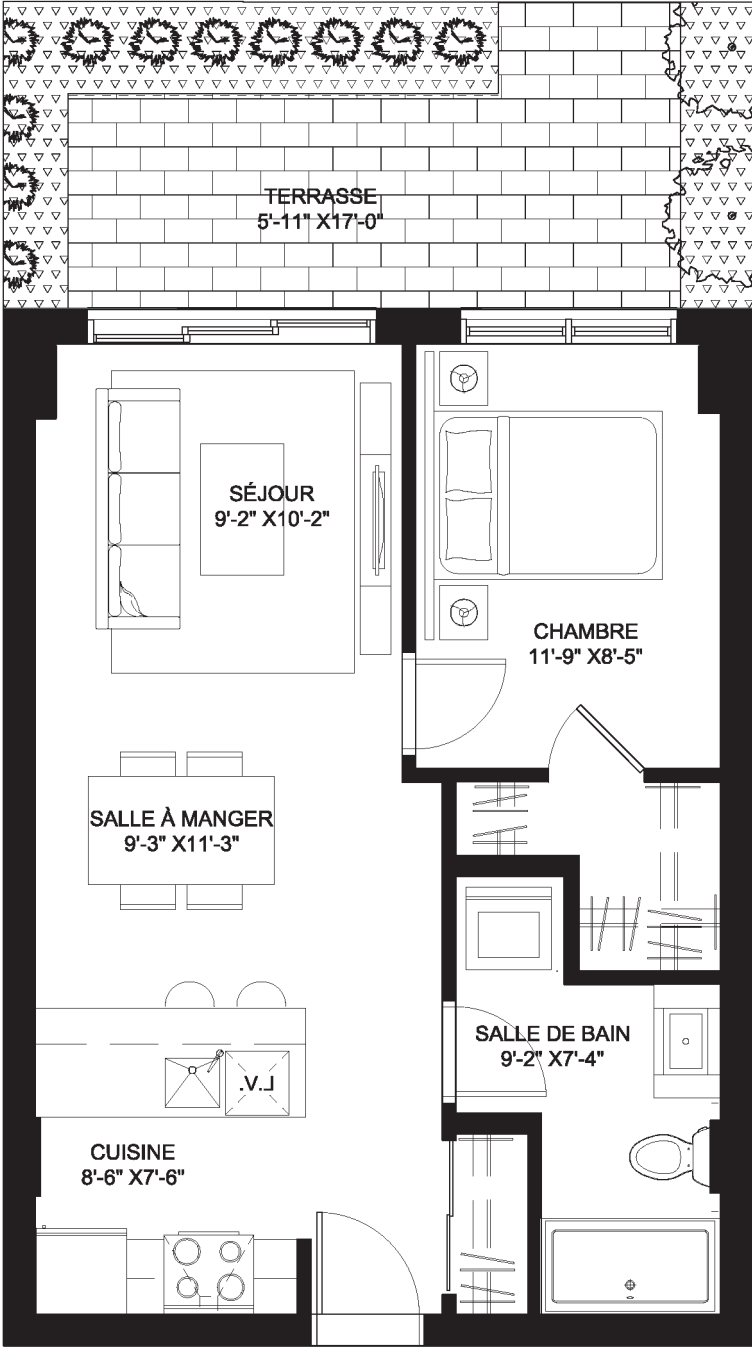 TERRASSE
5'-11" X17'-0"
SÉJOUR
9'-2" X10'-2"
CHAMBRE
11'-9" X8'-5"
SALLE À MANGER
9'-3" X11'-3"
SALLE DE BAIN
9'-2" X7'-4"
L.V.
CUISINE
8'-6" X7'-6"